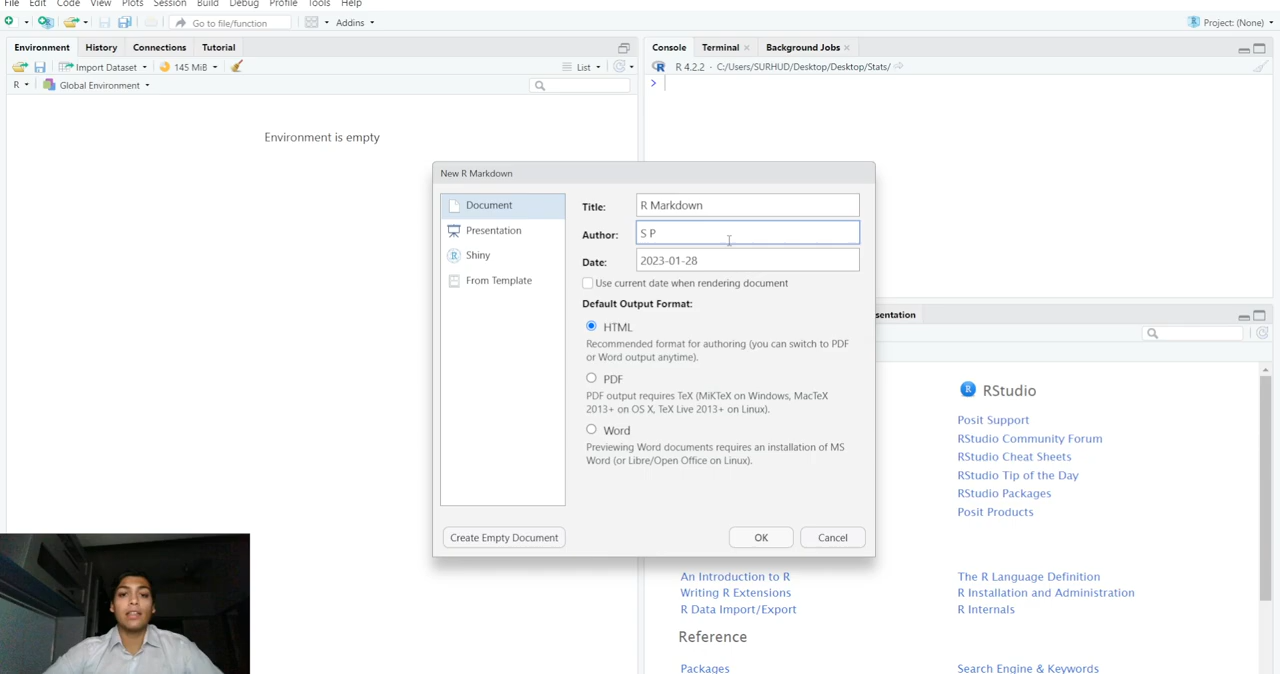 File Edit Code View Plots Session Build Debug Profile Tools Help
Go to file/function Addins Project: (None)
Environment History Connections Tutorial
Import Dataset 145 MiB List
R Global Environment
Environment is empty
Console Terminal Background Jobs
R 4.2.2 · C:/Users/SURHUD/Desktop/Desktop/Stats/
>
New R Markdown
Document
Presentation
Shiny
From Template
Title: R Markdown
Author: S P
Date: 2023-01-28
Use current date when rendering document
Default Output Format:
HTML
Recommended format for authoring (you can switch to PDF
or Word output anytime).
PDF
PDF output requires TeX (MiKTeX on Windows, MacTeX
2013+ on OS X, TeX Live 2013+ on Linux).
Word
Previewing Word documents requires an installation of MS
Word (or Libre/Open Office on Linux).
Create Empty Document OK Cancel
sentation
RStudio
Posit Support
RStudio Community Forum
RStudio Cheat Sheets
RStudio Tip of the Day
RStudio Packages
Posit Products
An Introduction to R The R Language Definition
Writing R Extensions R Installation and Administration
R Data Import/Export R Internals
Reference
Packages Search Engine & Keywords